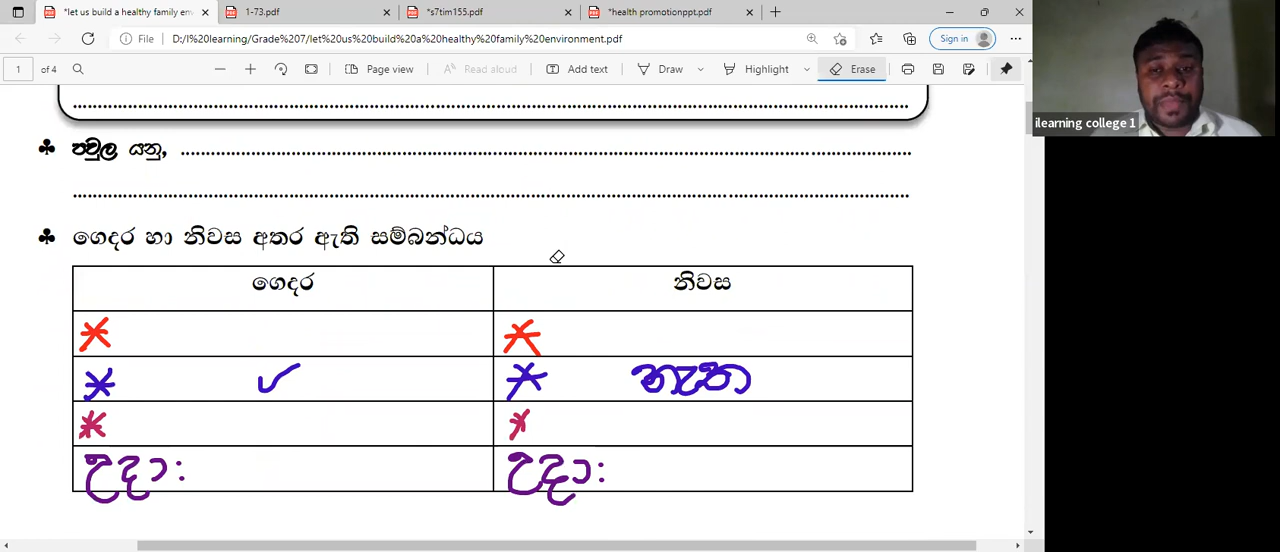 *let us build a healthy family env
1-73.pdf
*s7tim155.pdf
*health promotionppt.pdf
File D:/I%20learning/Grade%207/let%20us%20build%20a%20healthy%20family%20environment.pdf
Sign in
1 of 4 Page view Read aloud Add text Draw Highlight Erase
ilearning college 1
♣ පවුල යනු, ....................................................................
....................................................................
♣ ගෙදර හා නිවස අතර ඇති සම්බන්ධය
ගෙදර නිවස
* *
* ✓ * නැත
* *
උදා: උදා: